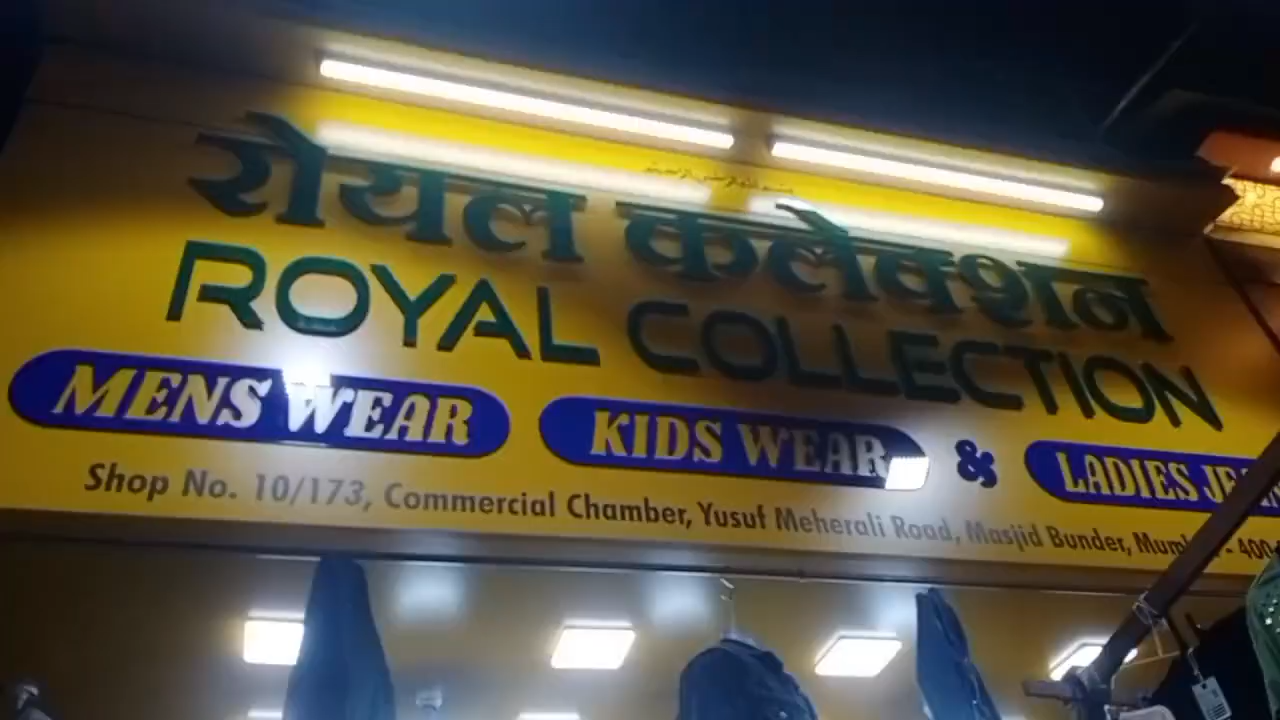 रोयल कलेक्शन
ROYAL COLLECTION
MENS WEAR KIDS WEAR & LADIES
Shop No. 10/173, Commercial Chamber, Yusuf Meherali Road, Masjid Bunder,